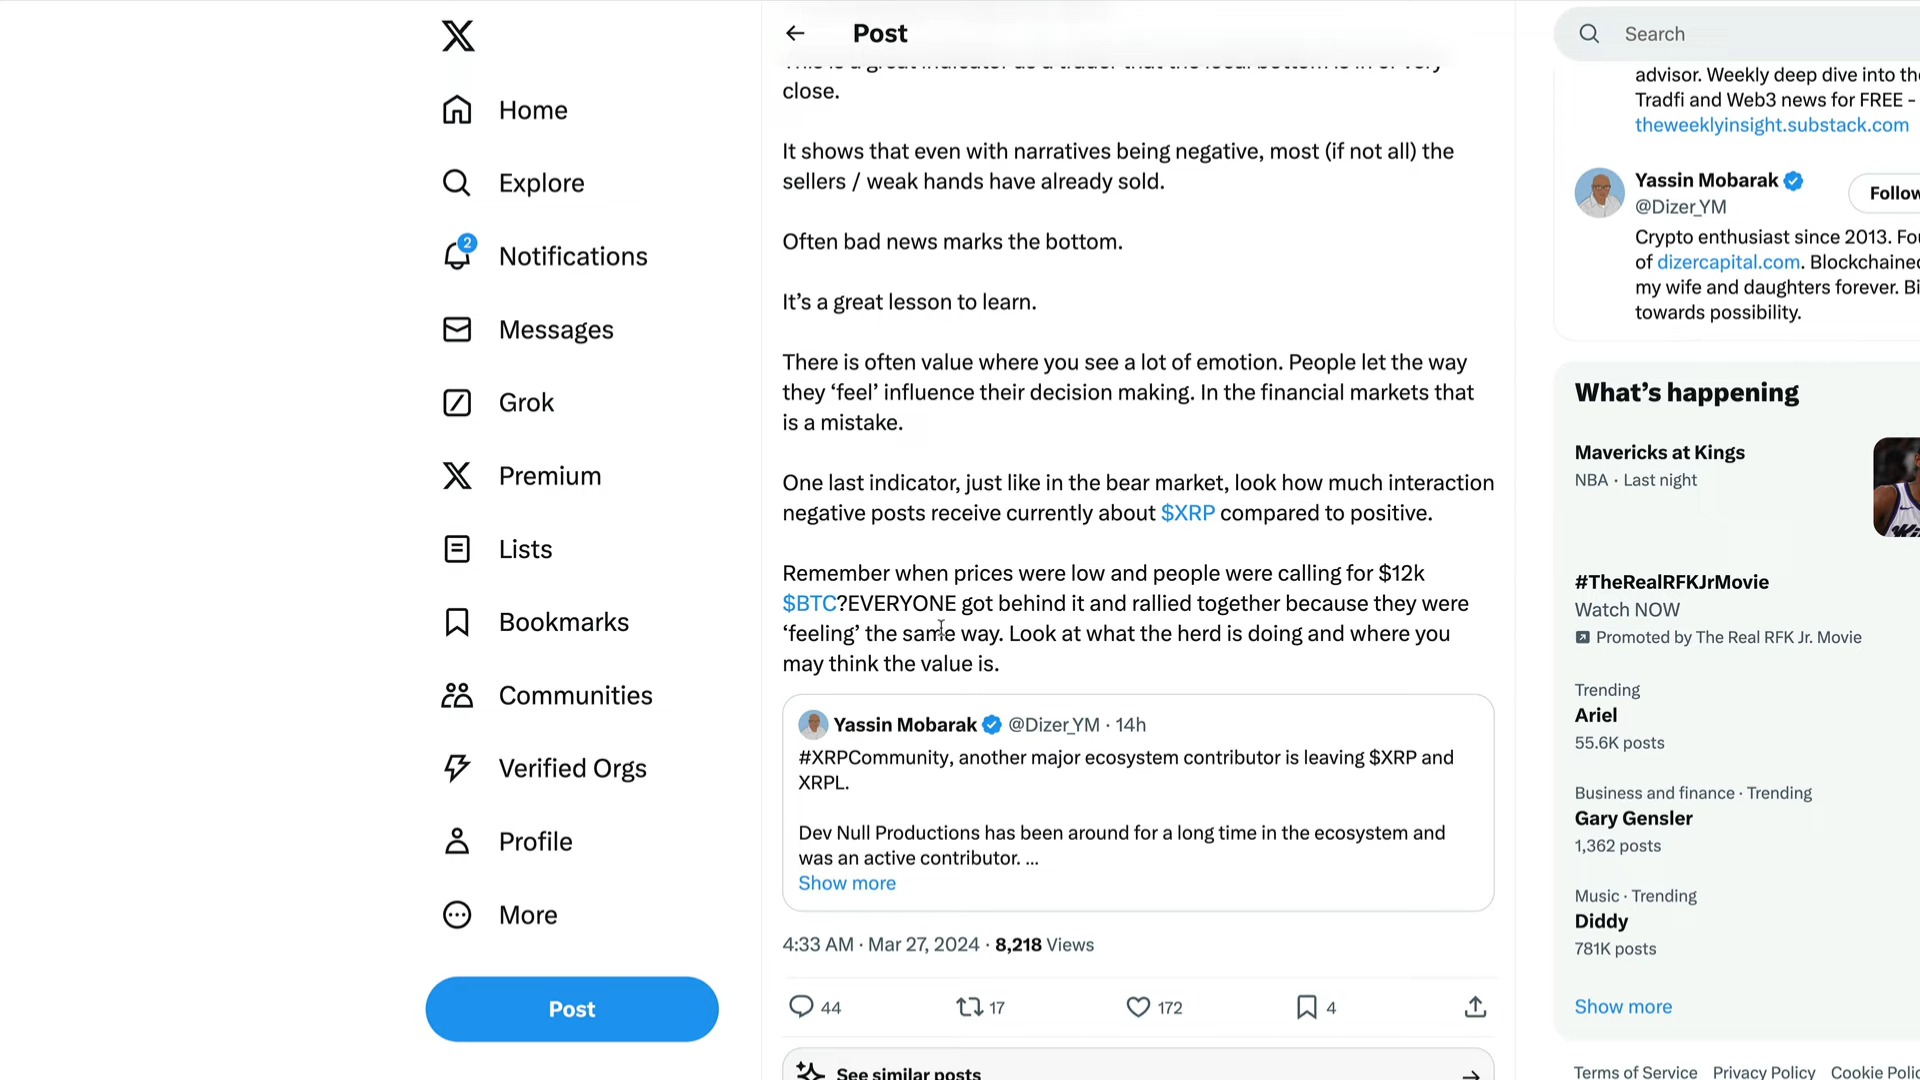 Post
Search
Home
Explore
2
Notifications
Messages
Grok
Premium
Lists
Bookmarks
Communities
Verified Orgs
Profile
More
Post
close.
It shows that even with narratives being negative, most (if not all) the
sellers / weak hands have already sold.
Often bad news marks the bottom.
It’s a great lesson to learn.
There is often value where you see a lot of emotion. People let the way
they ‘feel’ influence their decision making. In the financial markets that
is a mistake.
One last indicator, just like in the bear market, look how much interaction
negative posts receive currently about $XRP compared to positive.
Remember when prices were low and people were calling for $12k
$BTC?EVERYONE got behind it and rallied together because they were
‘feeling’ the same way. Look at what the herd is doing and where you
may think the value is.
Yassin Mobarak @Dizer_YM · 14h
#XRPCommunity, another major ecosystem contributor is leaving $XRP and
XRPL.
Dev Null Productions has been around for a long time in the ecosystem and
was an active contributor. ...
Show more
4:33 AM · Mar 27, 2024 · 8,218 Views
44 17 172 4
See similar posts
advisor. Weekly deep dive into the
Tradfi and Web3 news for FREE -
theweeklyinsight.substack.com
Yassin Mobarak
Follow
@Dizer_YM
Crypto enthusiast since 2013. Fou
of dizercapital.com. Blockchained
my wife and daughters forever. Bi
towards possibility.
What’s happening
Mavericks at Kings
NBA · Last night
#TheRealRFKJrMovie
Watch NOW
Promoted by The Real RFK Jr. Movie
Trending
Ariel
55.6K posts
Business and finance · Trending
Gary Gensler
1,362 posts
Music · Trending
Diddy
781K posts
Show more
Terms of Service Privacy Policy Cookie Polic